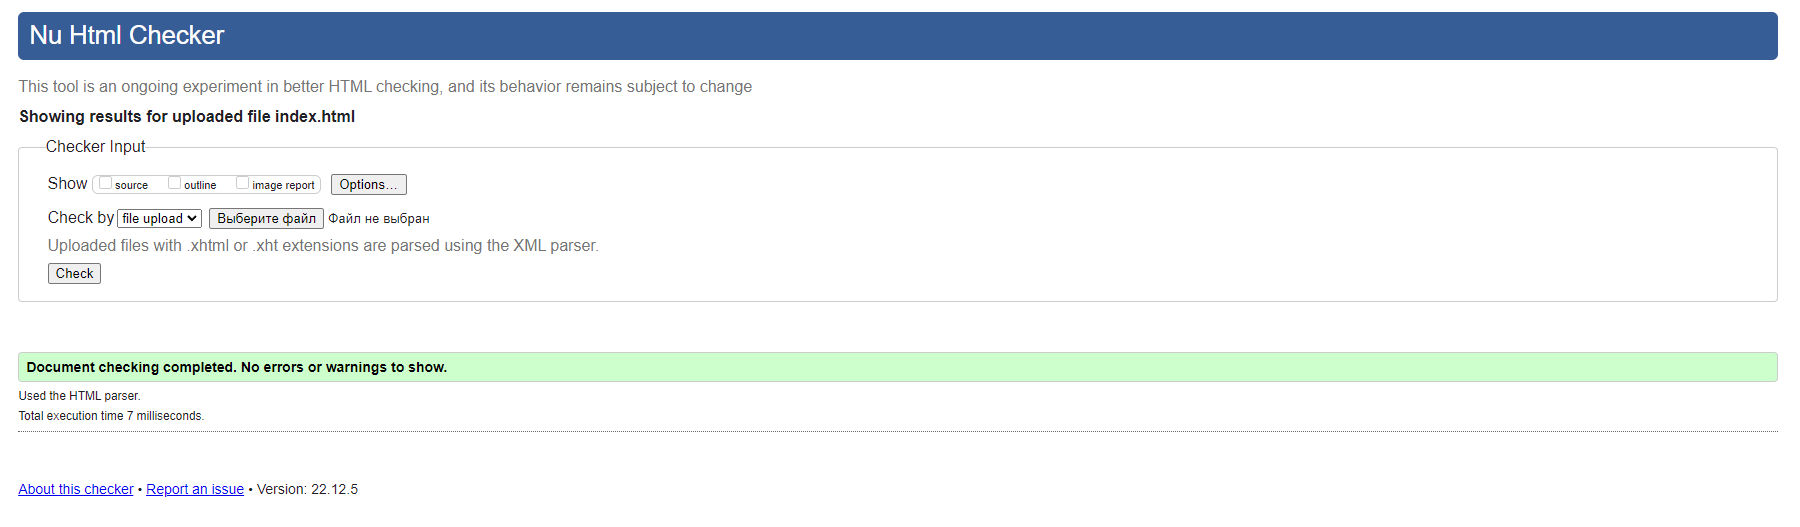 Nu Html Checker
This tool is an ongoing experiment in better HTML checking, and its behavior remains subject to change
Showing results for uploaded file index.html
Checker Input
Show source outline image report Options...
Check by file upload Выберите файл Файл не выбран
Uploaded files with .xhtml or .xht extensions are parsed using the XML parser.
Check
Document checking completed. No errors or warnings to show.
Used the HTML parser.
Total execution time 7 milliseconds.
About this checker • Report an issue • Version: 22.12.5